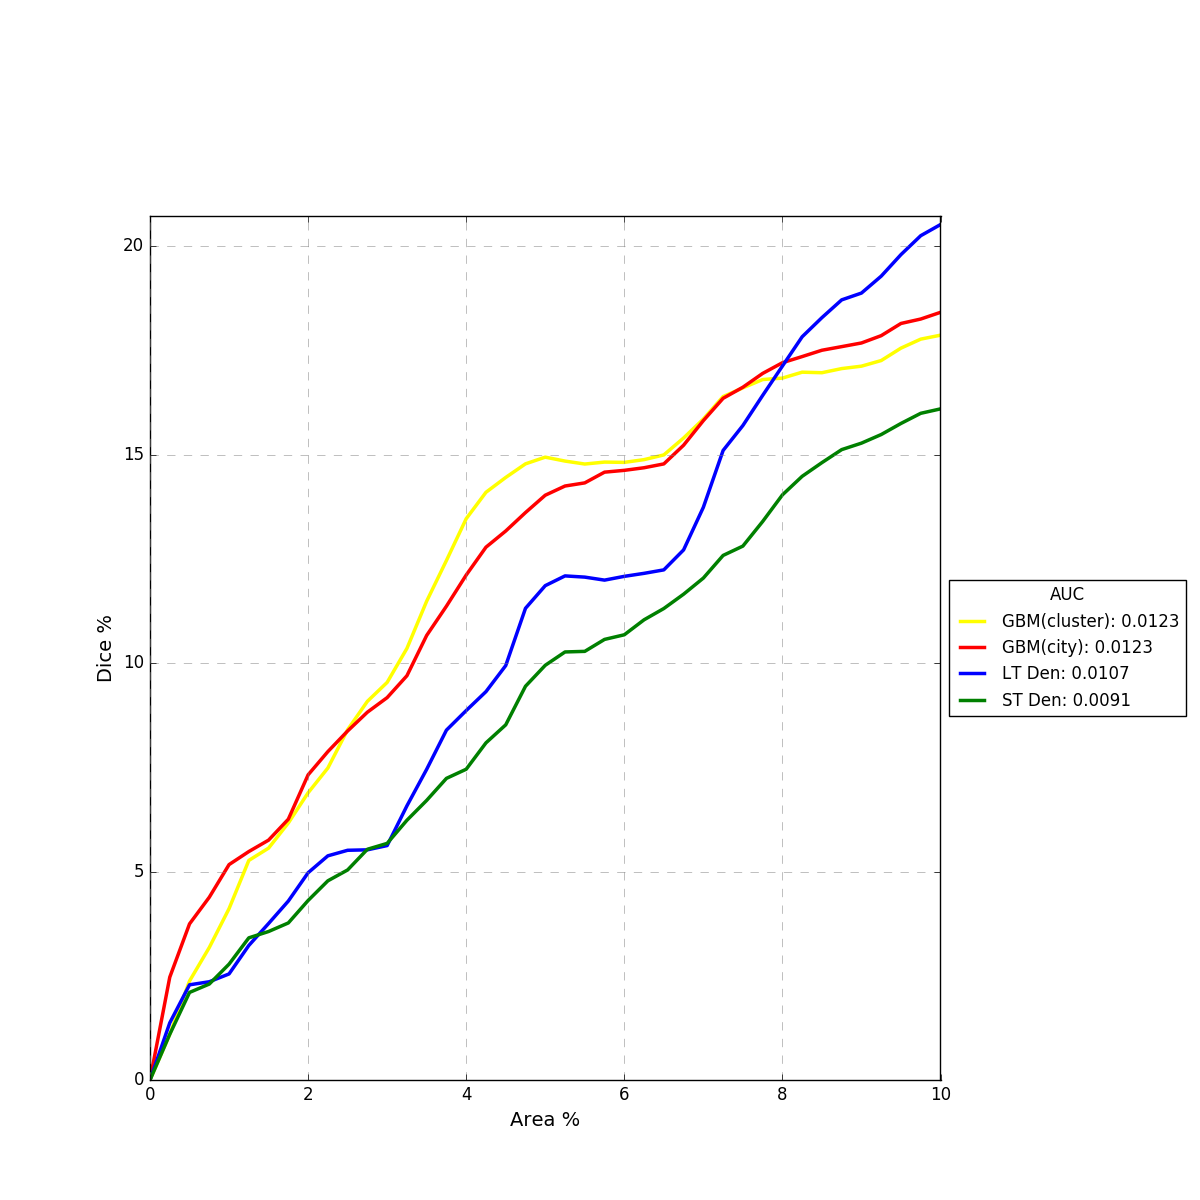 20
15
10
5
0
Dice %
0 2 4 6 8 10
Area %
AUC
GBM(cluster): 0.0123
GBM(city): 0.0123
LT Den: 0.0107
ST Den: 0.0091